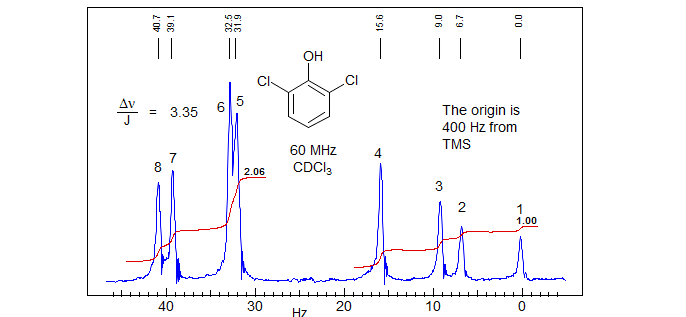 40.7 39.1 32.5 31.9 15.6 9.0 6.7 0.0
OH
Cl Cl
Δν
J = 3.35
The origin is
400 Hz from
TMS
60 MHz
CDCl₃
8 7 6 5 4 3 2 1
2.06 1.00
40 30 20 10 0
Hz